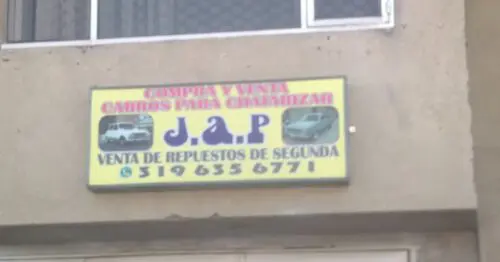 COMPRA Y VENTA
CARROS PARA CHATARRIZAR
J.a.P
VENTA DE REPUESTOS DE SEGUNDA
319 635 6771